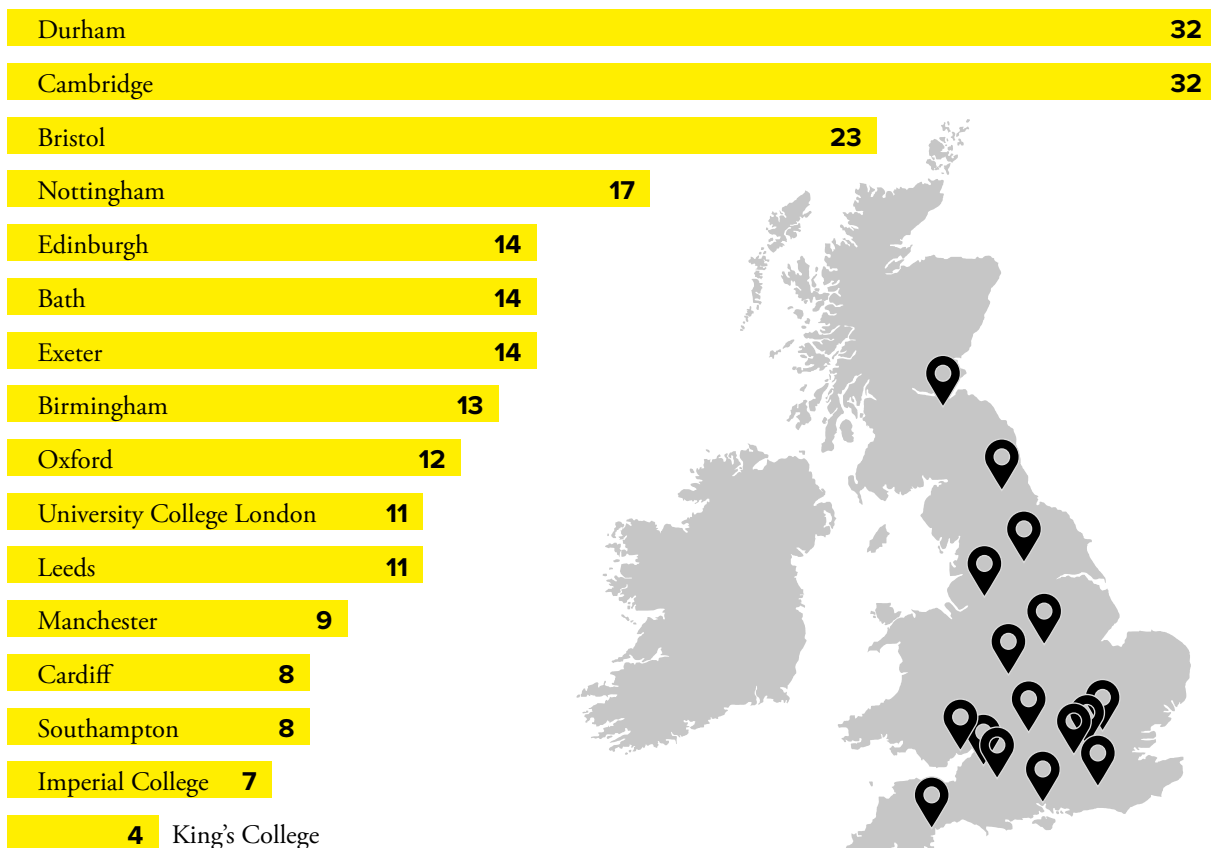 Durham 32
Cambridge 32
Bristol 23
Nottingham 17
Edinburgh 14
Bath 14
Exeter 14
Birmingham 13
Oxford 12
University College London 11
Leeds 11
Manchester 9
Cardiff 8
Southampton 8
Imperial College 7
4 King’s College